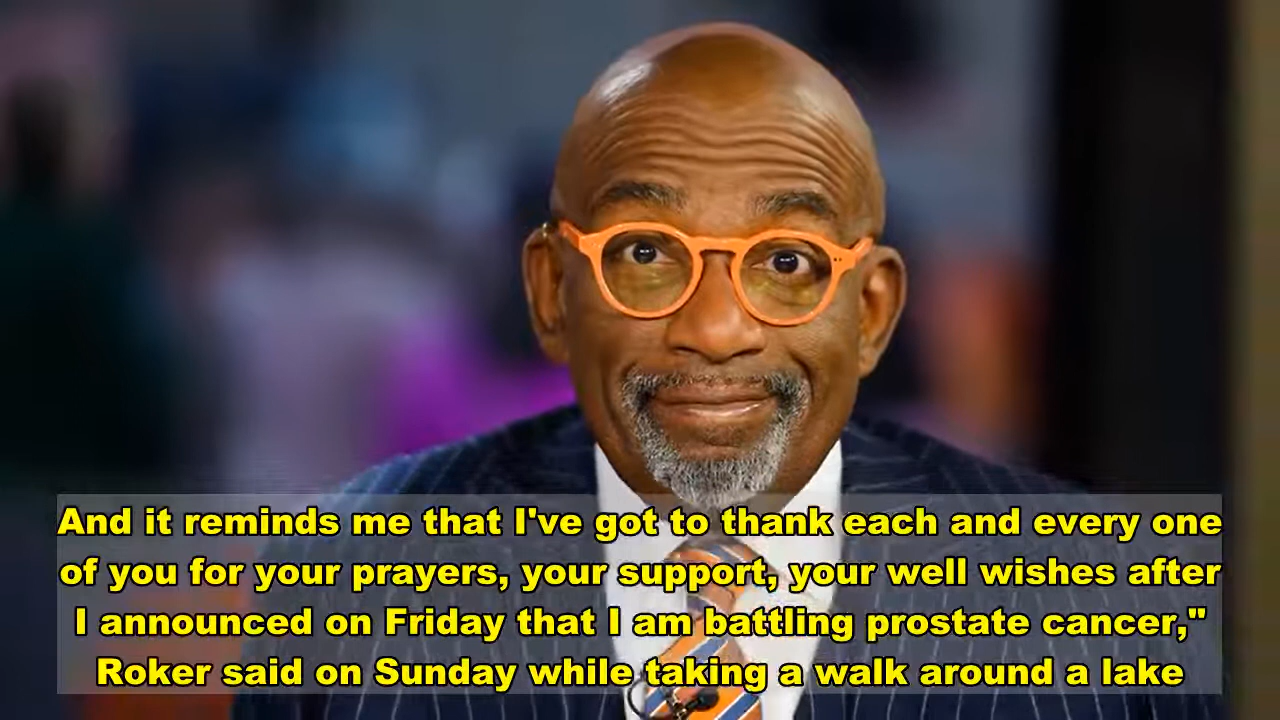 And it reminds me that I've got to thank each and every one
of you for your prayers, your support, your well wishes after
I announced on Friday that I am battling prostate cancer,"
Roker said on Sunday while taking a walk around a lake